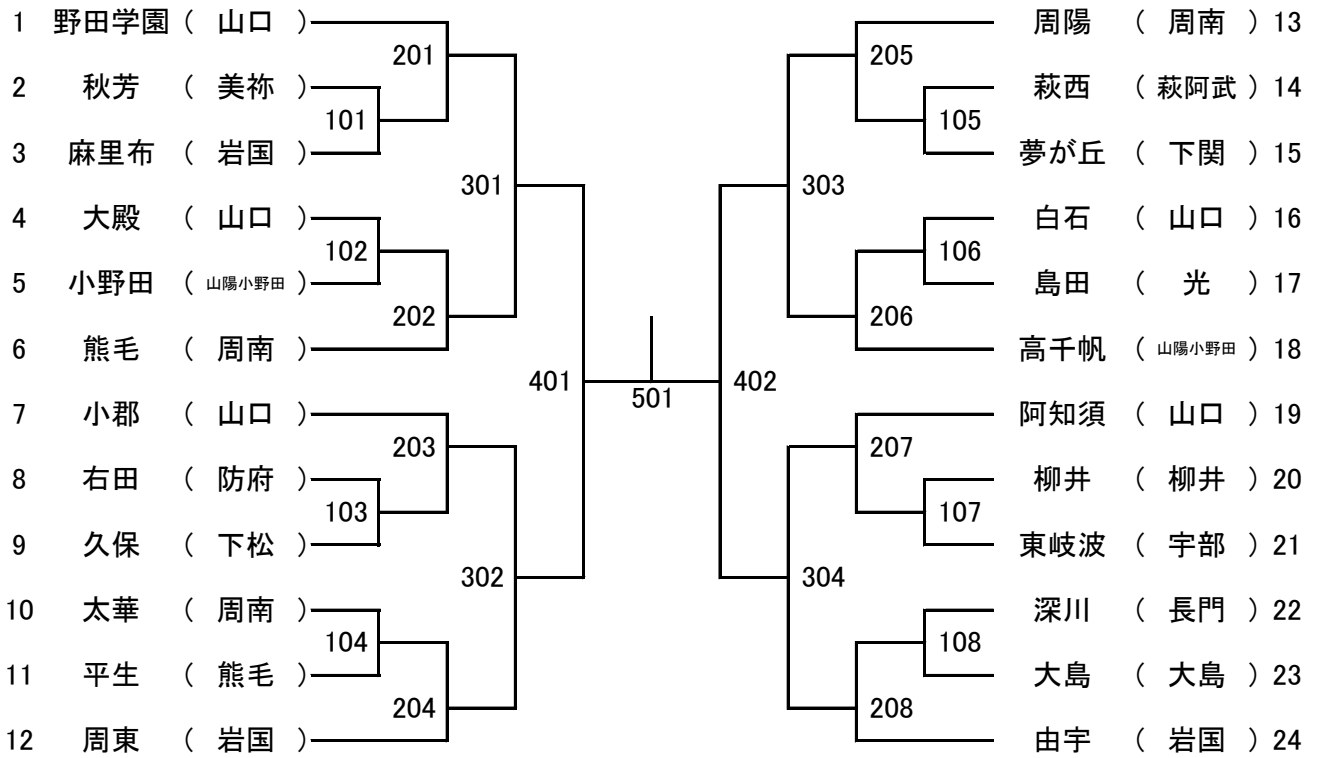 1 野田学園 ( 山口 )
201
2 秋芳 ( 美祢 )
101
3 麻里布 ( 岩国 )
301
4 大殿 ( 山口 )
102
5 小野田 ( 山陽小野田 )
202
6 熊毛 ( 周南 )
401
7 小郡 ( 山口 )
203
8 右田 ( 防府 )
103
9 久保 ( 下松 )
302
10 太華 ( 周南 )
104
11 平生 ( 熊毛 )
204
12 周東 ( 岩国 )
501
周陽 ( 周南 ) 13
205
萩西 ( 萩阿武 ) 14
105
夢が丘 ( 下関 ) 15
303
白石 ( 山口 ) 16
106
島田 ( 光 ) 17
206
高千帆 ( 山陽小野田 ) 18
402
阿知須 ( 山口 ) 19
207
柳井 ( 柳井 ) 20
107
東岐波 ( 宇部 ) 21
304
深川 ( 長門 ) 22
108
大島 ( 大島 ) 23
208
由宇 ( 岩国 ) 24